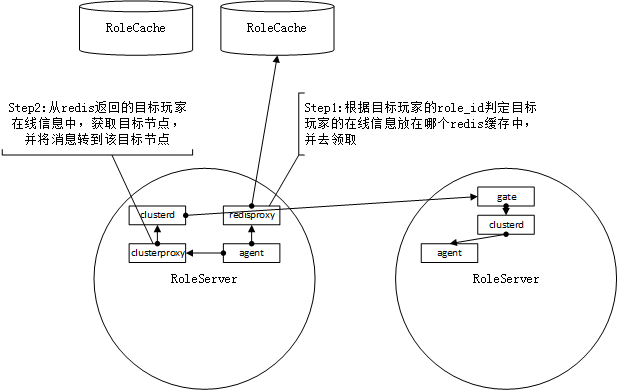 RoleCache
RoleCache
Step2:从redis返回的目标玩家
在线信息中，获取目标节点，
并将消息转到该目标节点
Step1:根据目标玩家的role_id判定目标
玩家的在线信息放在哪个redis缓存中，
并去领取
clusterd
redisproxy
clusterproxy
agent
RoleServer
gate
clusterd
agent
RoleServer